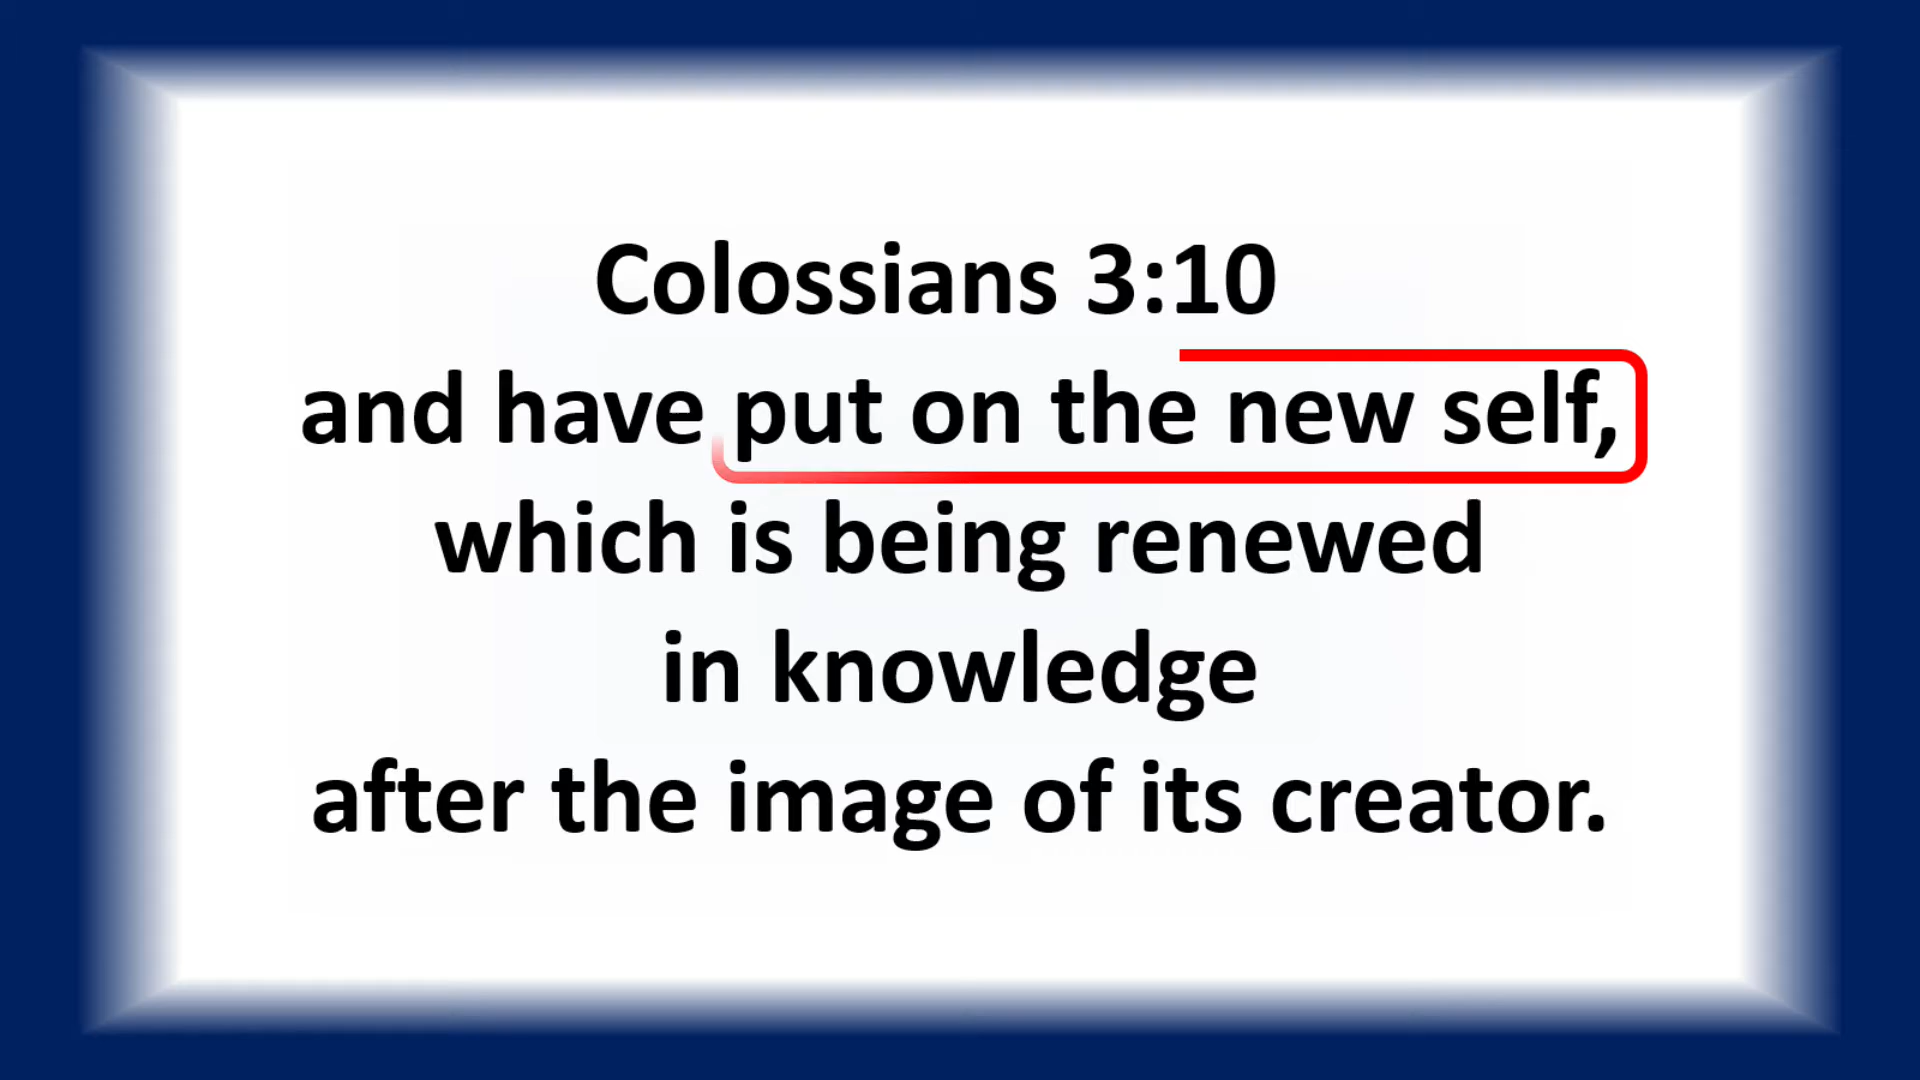 Colossians 3:10
and have put on the new self,
which is being renewed
in knowledge
after the image of its creator.